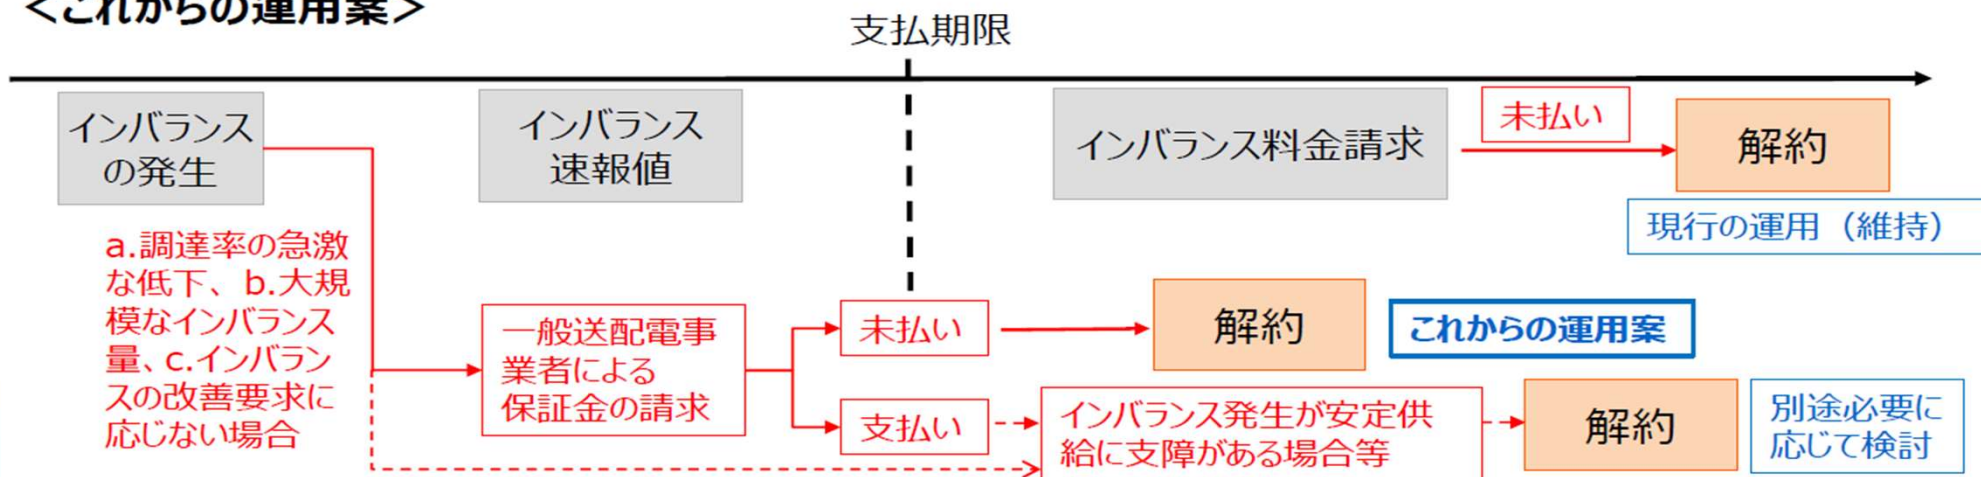 ＜これからの運用案＞
支払期限
インバランス
の発生
インバランス
速報値
インバランス料金請求
未払い
解約
現行の運用（維持）
a.調達率の急激
な低下、b.大規
模なインバランス
量、c.インバラン
スの改善要求に
応じない場合
一般送配電事
業者による
保証金の請求
未払い
解約
これからの運用案
支払い
インバランス発生が安定供
給に支障がある場合等
解約
別途必要に
応じて検討